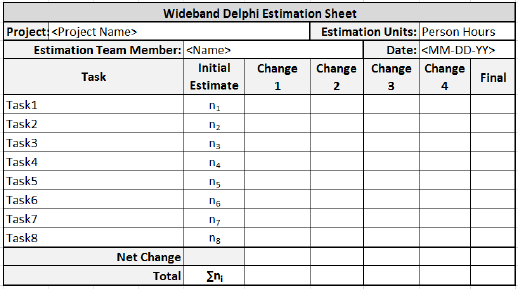 Wideband Delphi Estimation Sheet
Project: <Project Name> Estimation Units: Person Hours
Estimation Team Member: <Name> Date: <MM-DD-YY>
Task Initial Estimate Change 1 Change 2 Change 3 Change 4 Final
Task1 n₁
Task2 n₂
Task3 n₃
Task4 n₄
Task5 n₅
Task6 n₆
Task7 n₇
Task8 n₈
Net Change
Total ∑nᵢ